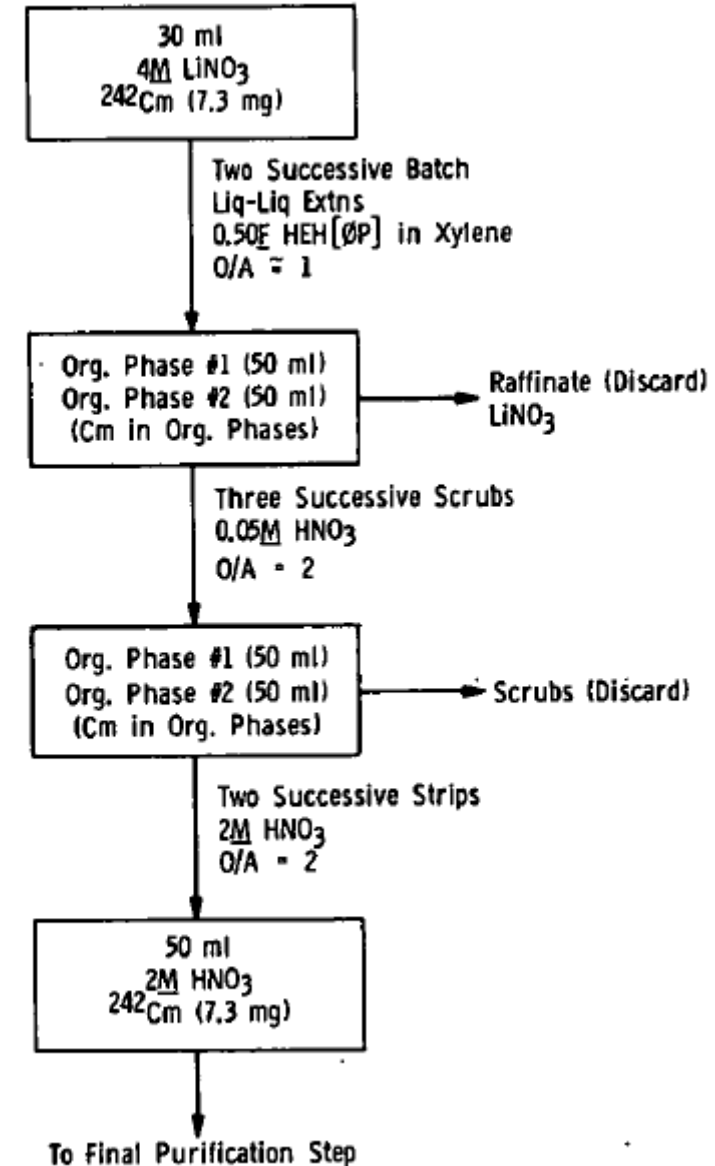 30 ml
4M LiNO₃
²⁴²Cm (7.3 mg)
Two Successive Batch
Liq-Liq Extns
0.50F HEH[ØP] in Xylene
O/A ≈ 1
Org. Phase #1 (50 ml)
Org. Phase #2 (50 ml)
(Cm in Org. Phases)
Raffinate (Discard)
LiNO₃
Three Successive Scrubs
0.05M HNO₃
O/A = 2
Org. Phase #1 (50 ml)
Org. Phase #2 (50 ml)
(Cm in Org. Phases)
Scrubs (Discard)
Two Successive Strips
2M HNO₃
O/A = 2
50 ml
2M HNO₃
²⁴²Cm (7.3 mg)
To Final Purification Step